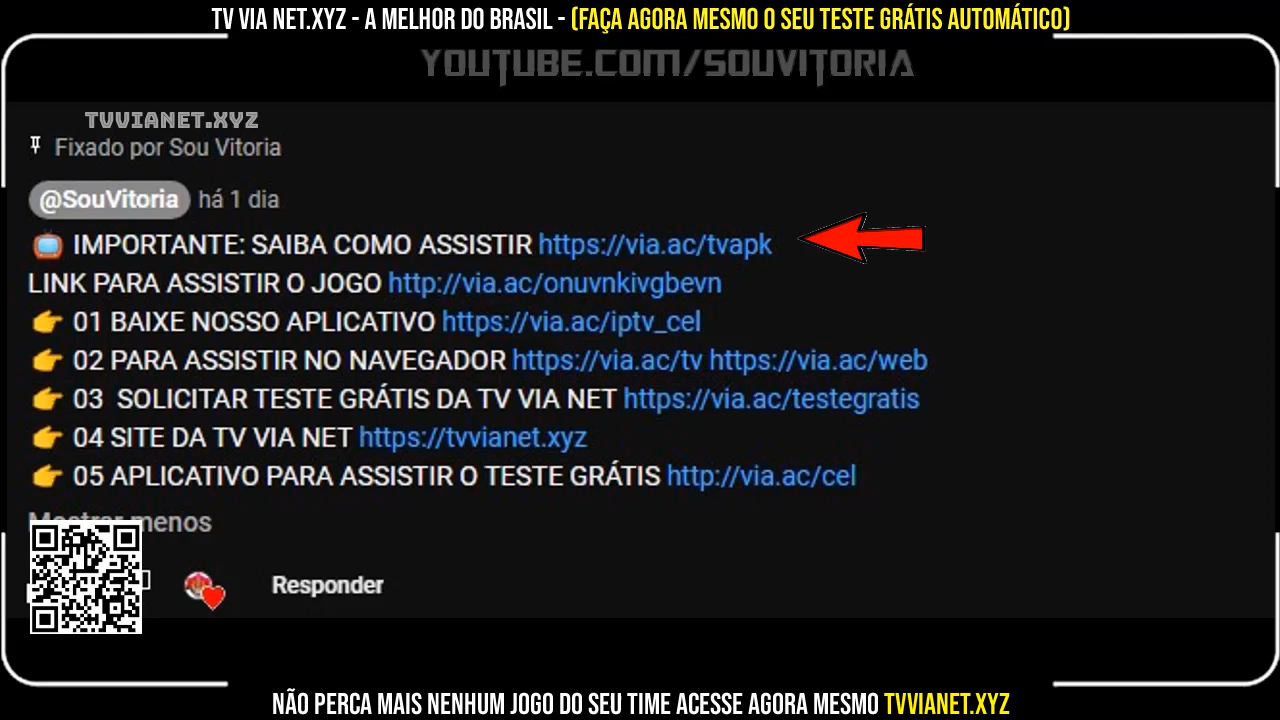 TV VIA NET.XYZ - A MELHOR DO BRASIL - (FAÇA AGORA MESMO O SEU TESTE GRÁTIS AUTOMÁTICO)
YOUTUBE.COM/SOUVITORIA
TVVIANET.XYZ
Fixado por Sou Vitoria
@SouVitoria há 1 dia
IMPORTANTE: SAIBA COMO ASSISTIR https://via.ac/tvapk
LINK PARA ASSISTIR O JOGO http://via.ac/onuvnkivgbevn
01 BAIXE NOSSO APLICATIVO https://via.ac/iptv_cel
02 PARA ASSISTIR NO NAVEGADOR https://via.ac/tv https://via.ac/web
03 SOLICITAR TESTE GRÁTIS DA TV VIA NET https://via.ac/testegratis
04 SITE DA TV VIA NET https://tvvianet.xyz
05 APLICATIVO PARA ASSISTIR O TESTE GRÁTIS http://via.ac/cel
Mostrar menos
Responder
NÃO PERCA MAIS NENHUM JOGO DO SEU TIME ACESSE AGORA MESMO TVVIANET.XYZ